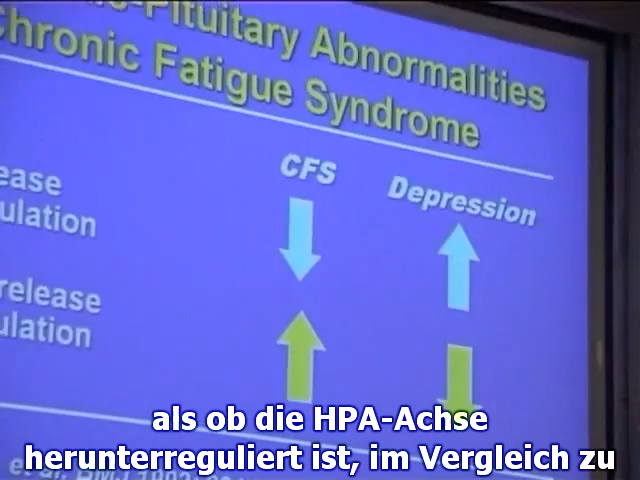 -Pituitary Abnormalities
Chronic Fatigue Syndrome
CFS Depression
ease
ulation
release
ulation
als ob die HPA-Achse
herunterreguliert ist, im Vergleich zu